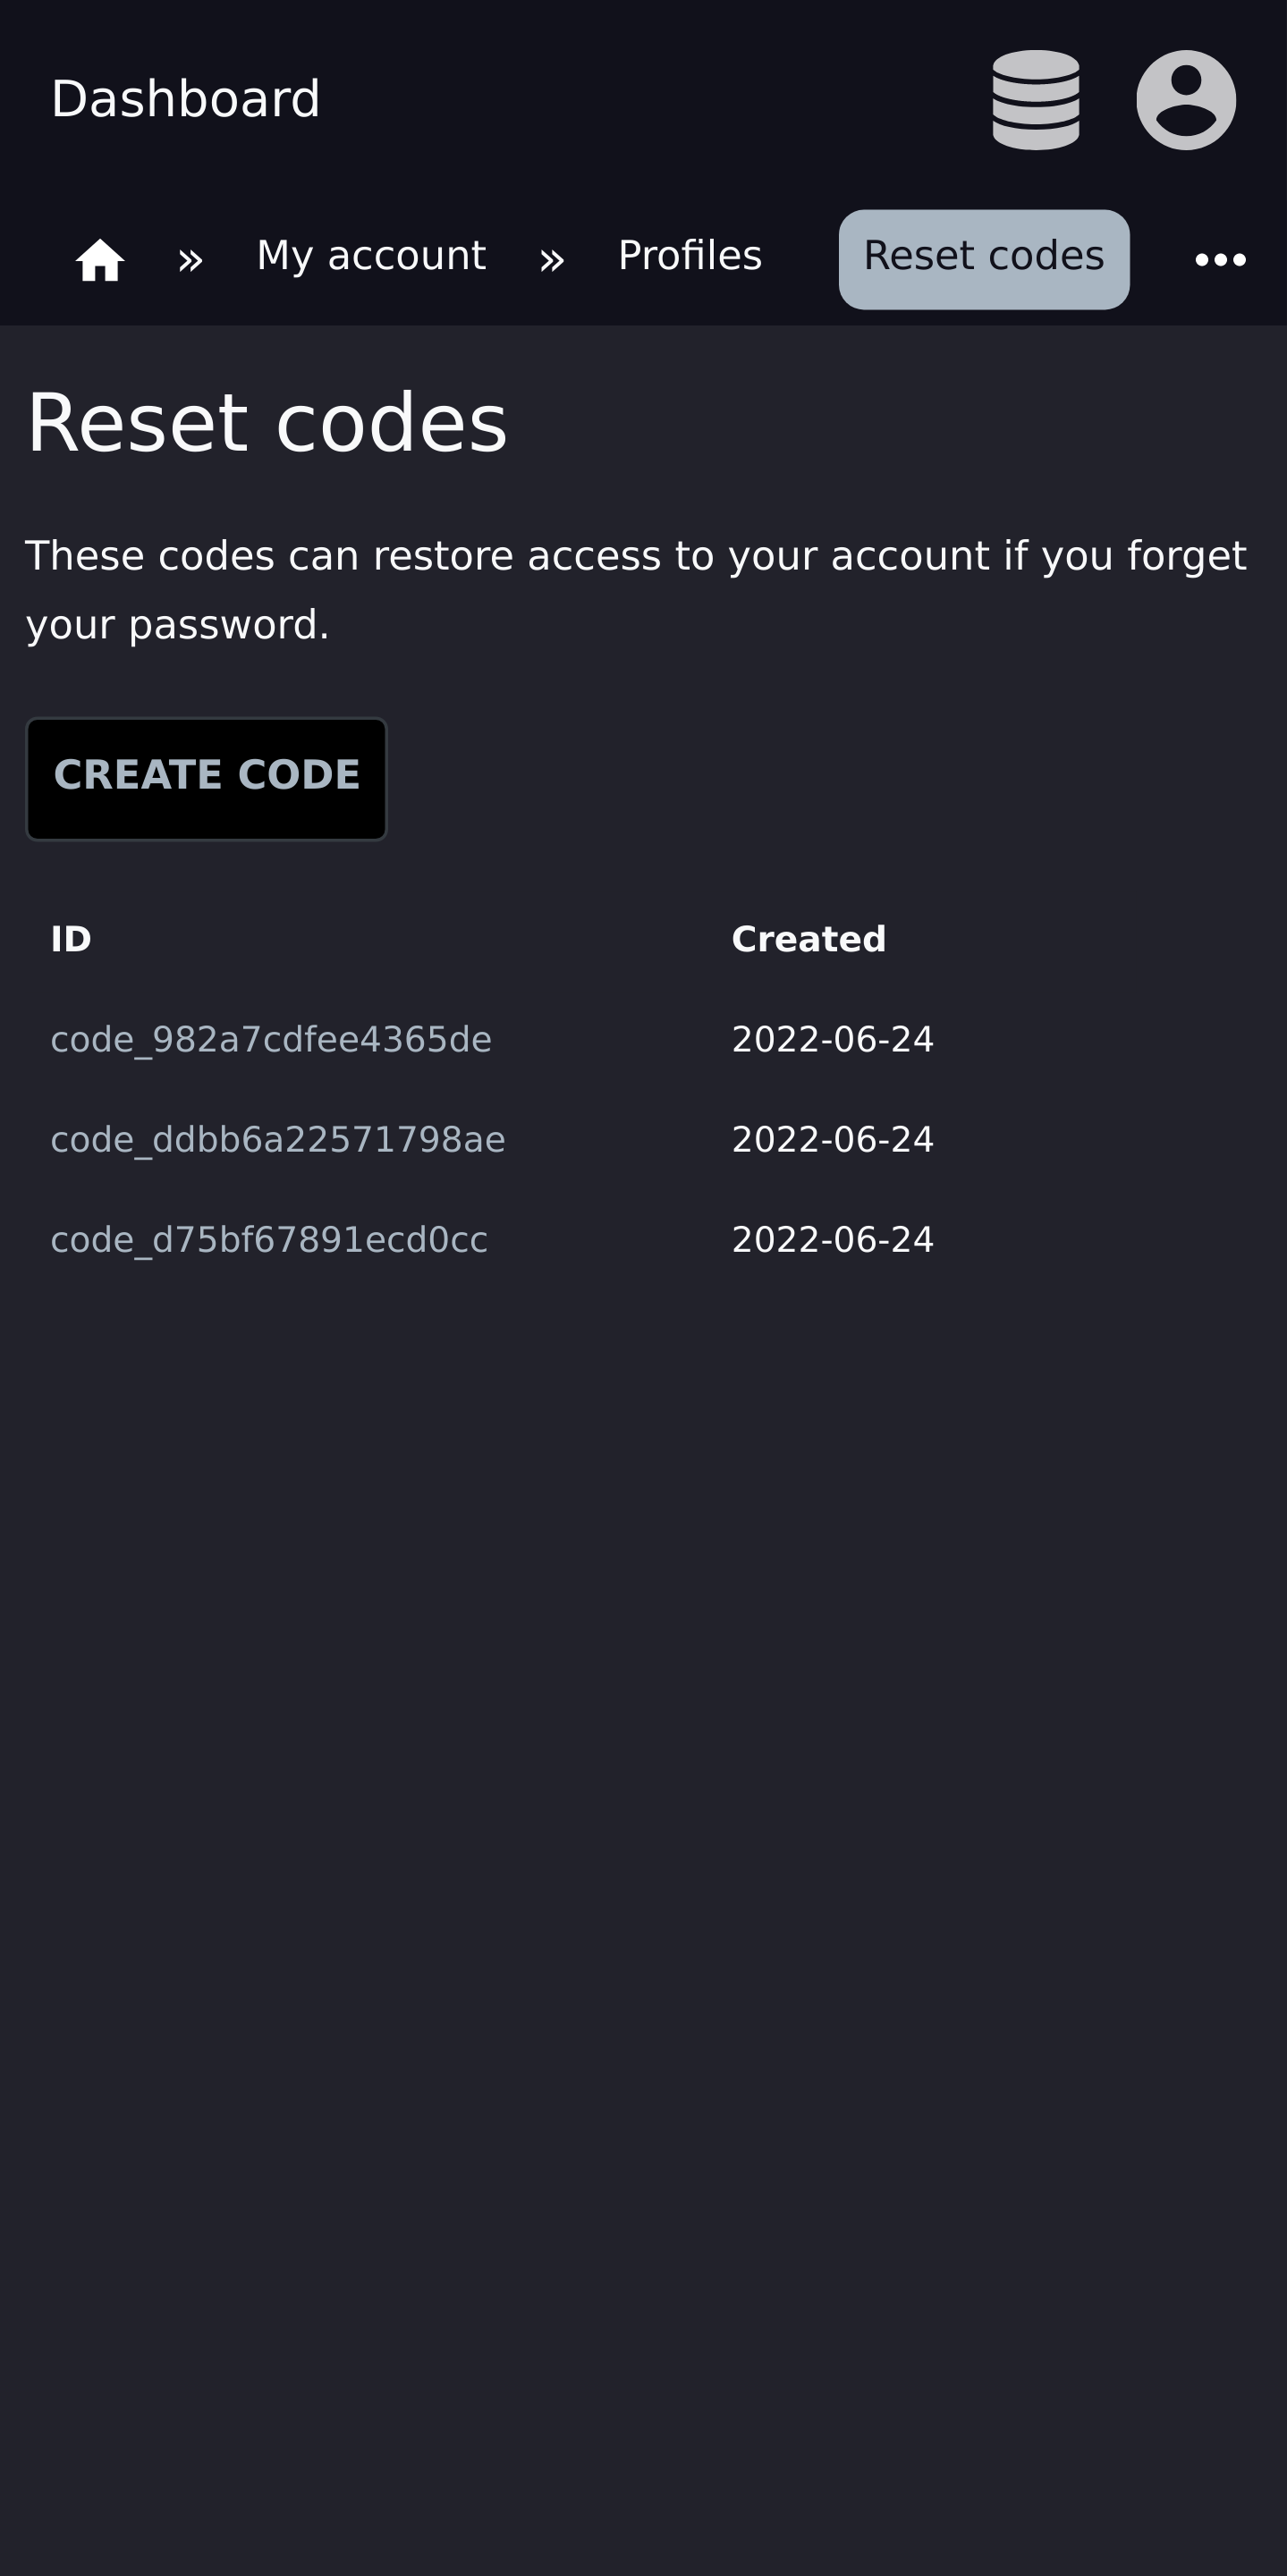 Dashboard
» My account » Profiles Reset codes •••
Reset codes
These codes can restore access to your account if you forget
your password.
CREATE CODE
ID Created
code_982a7cdfee4365de 2022-06-24
code_ddbb6a22571798ae 2022-06-24
code_d75bf67891ecd0cc 2022-06-24